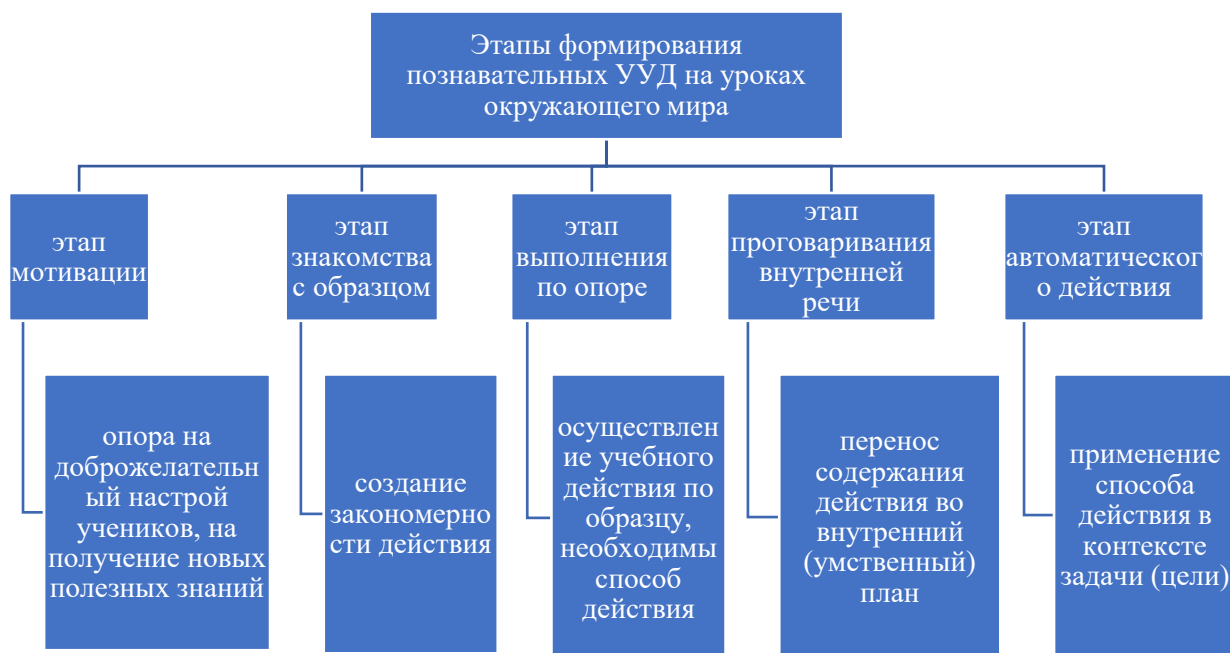 Этапы формирования
познавательных УУД на уроках
окружающего мира
этап
мотивации
этап
знакомства
с образцом
этап
выполнения
по опоре
этап
проговаривания
внутренней
речи
этап
автоматическог
о действия
опора на
доброжелательн
ый настрой
учеников, на
получение новых
полезных знаний
создание
закономерно
сти действия
осуществлен
ие учебного
действия по
образцу,
необходимы
способ
действия
перенос
содержания
действия во
внутренний
(умственный)
план
применение
способа
действия в
контексте
задачи (цели)